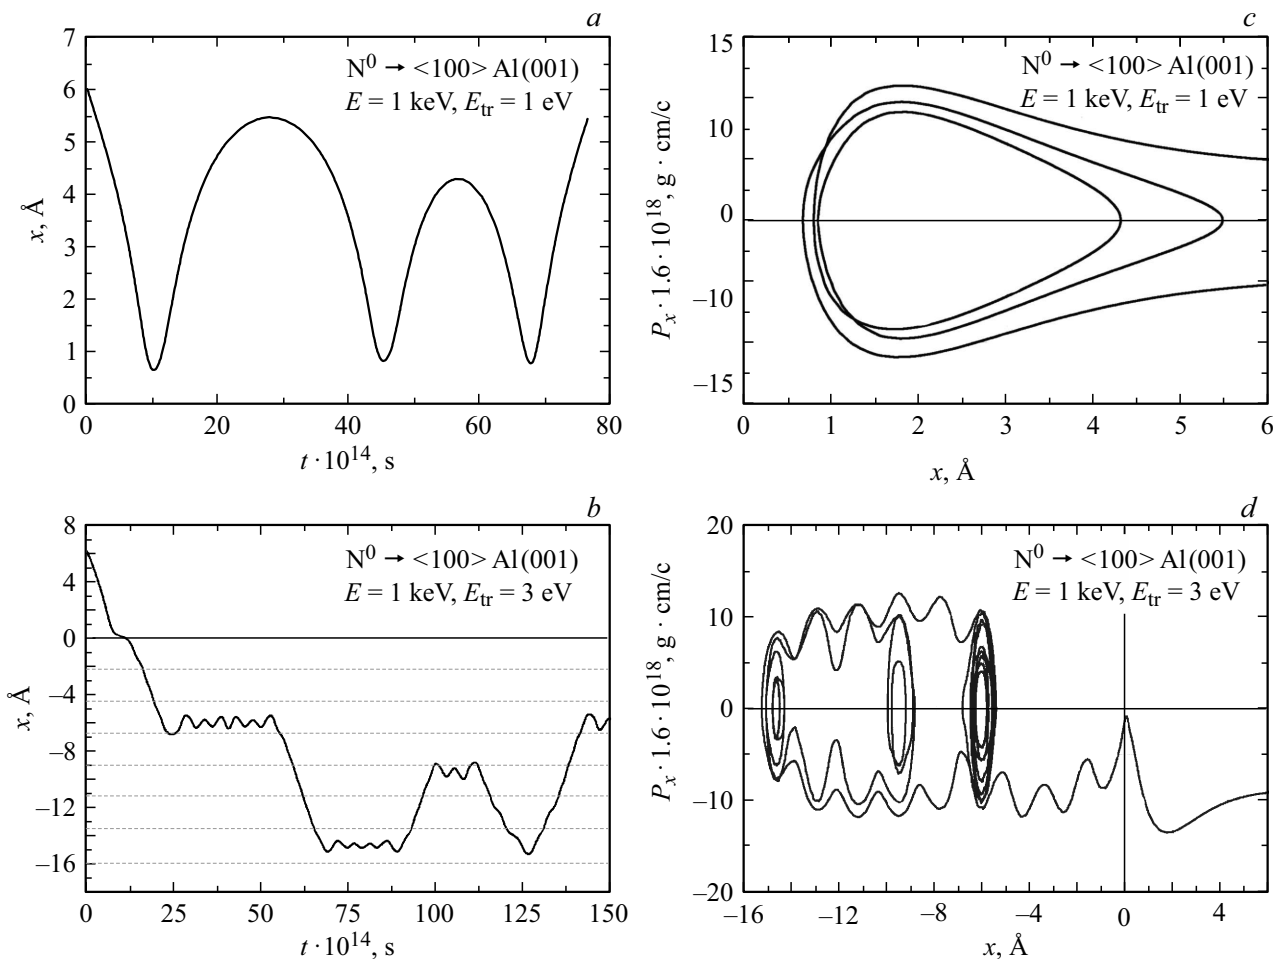 a
7
6
5
4
3
2
1
0
x, Å
N⁰ → <100> Al(001)
E = 1 keV, E_tr = 1 eV
0
20
40
60
80
t · 10¹⁴, s
c
15
10
0
−10
−15
P_x · 1.6 · 10¹⁸, g · cm/c
N⁰ → <100> Al(001)
E = 1 keV, E_tr = 1 eV
0
1
2
3
4
5
6
x, Å
b
8
4
0
−4
−8
−12
−16
x, Å
N⁰ → <100> Al(001)
E = 1 keV, E_tr = 3 eV
0
25
50
75
100
125
150
t · 10¹⁴, s
d
20
10
0
−10
−20
P_x · 1.6 · 10¹⁸, g · cm/c
N⁰ → <100> Al(001)
E = 1 keV, E_tr = 3 eV
−16
−12
−8
−4
0
4
x, Å